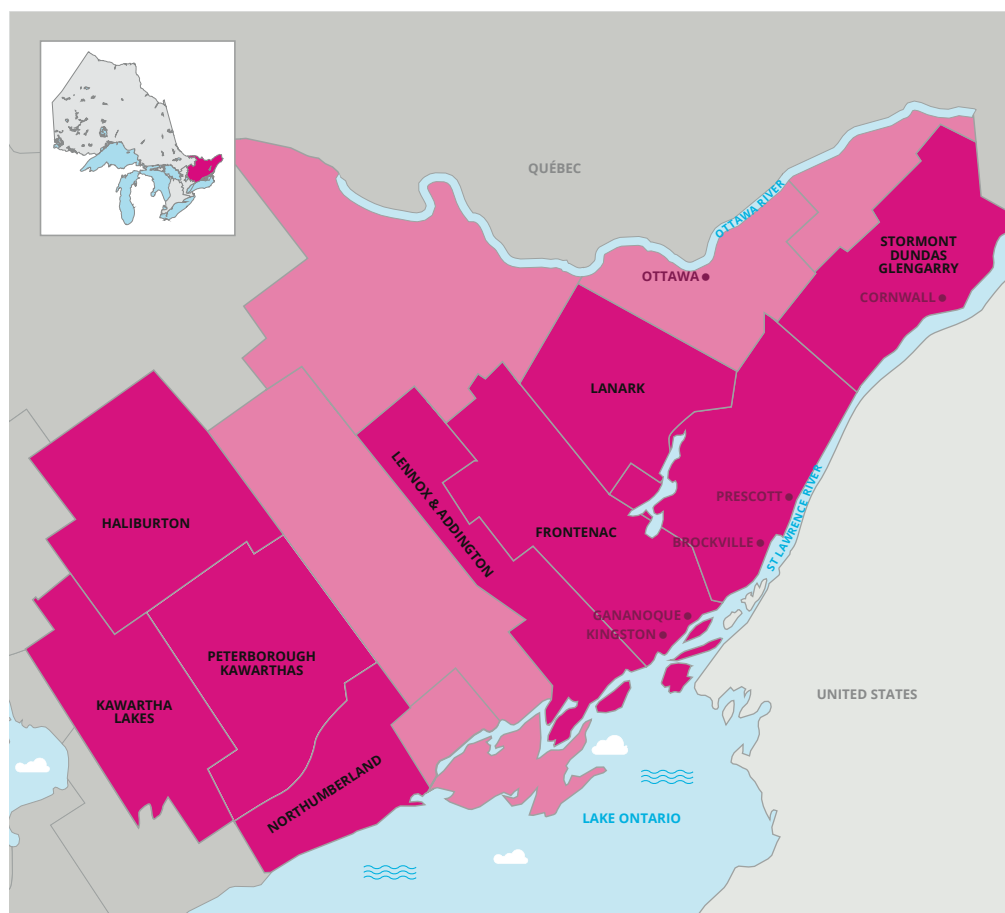 QUÉBEC
OTTAWA RIVER
STORMONT
DUNDAS
GLENGARRY
OTTAWA
CORNWALL
LANARK
LENNOX & ADDINGTON
PRESCOTT
ST LAWRENCE RIVER
HALIBURTON
FRONTENAC
BROCKVILLE
GANANOQUE
KINGSTON
PETERBOROUGH
KAWARTHAS
UNITED STATES
KAWARTHA
LAKES
NORTHUMBERLAND
LAKE ONTARIO